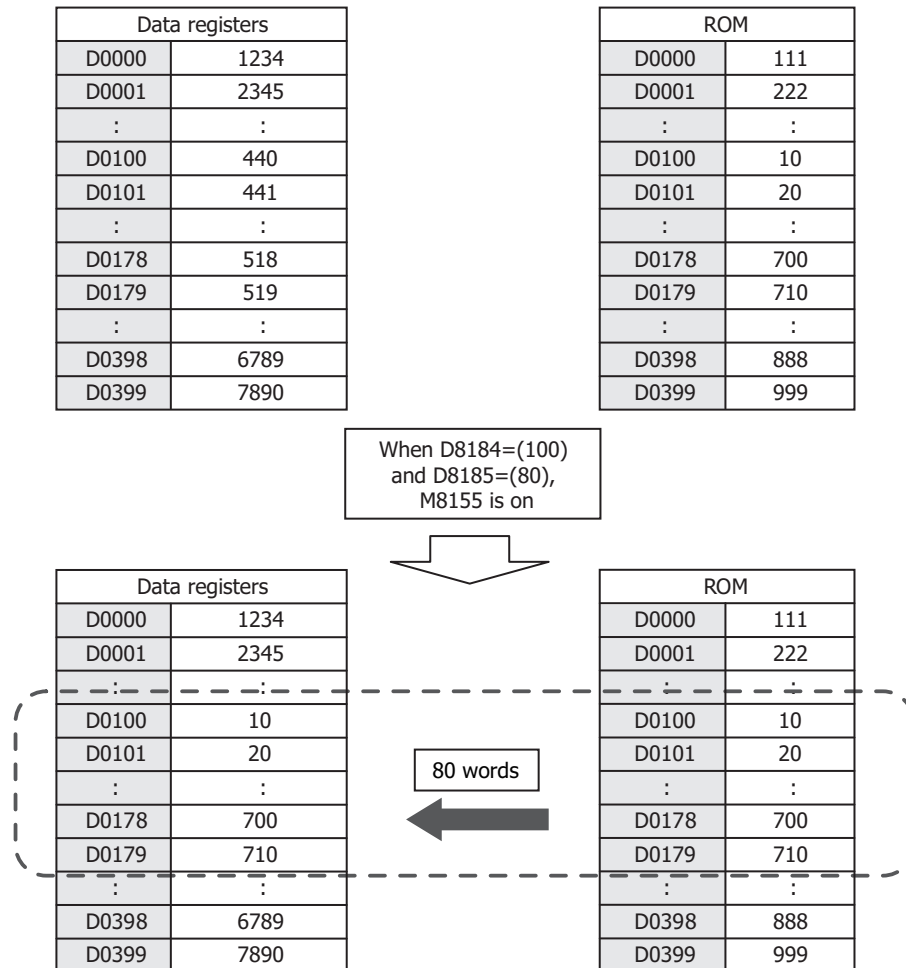 Data registers
D0000 1234
D0001 2345
: :
D0100 440
D0101 441
: :
D0178 518
D0179 519
: :
D0398 6789
D0399 7890
ROM
D0000 111
D0001 222
: :
D0100 10
D0101 20
: :
D0178 700
D0179 710
: :
D0398 888
D0399 999
When D8184=(100)
and D8185=(80),
M8155 is on
Data registers
D0000 1234
D0001 2345
: :
D0100 10
D0101 20
: :
D0178 700
D0179 710
: :
D0398 6789
D0399 7890
80 words
ROM
D0000 111
D0001 222
: :
D0100 10
D0101 20
: :
D0178 700
D0179 710
: :
D0398 888
D0399 999